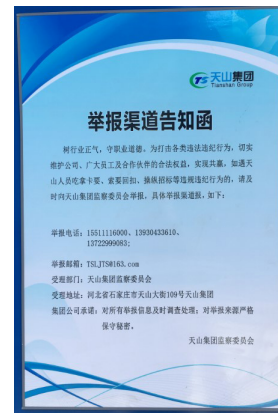 天山集团
Tianshan Group
举报渠道告知函
树行业正气，守职业道德。为打击各类违法违纪行为，切实
维护公司、广大员工及合作伙伴的合法权益，实现共赢。如遇天
山人员吃拿卡要、索要回扣、操纵招标等违规违纪行为的，请及
时向天山集团监察委员会举报，具体举报渠道报，如下：
举报电话：15511116000、13930433610、
13722999083；
举报邮箱：TSLJTS@163.com
受理部门：天山集团监察委员会
受理地址：河北省石家庄市天山大街109号天山集团
集团公司承诺：对所有举报信息及时调查处理；对举报来源严格
保守秘密。
天山集团监察委员会